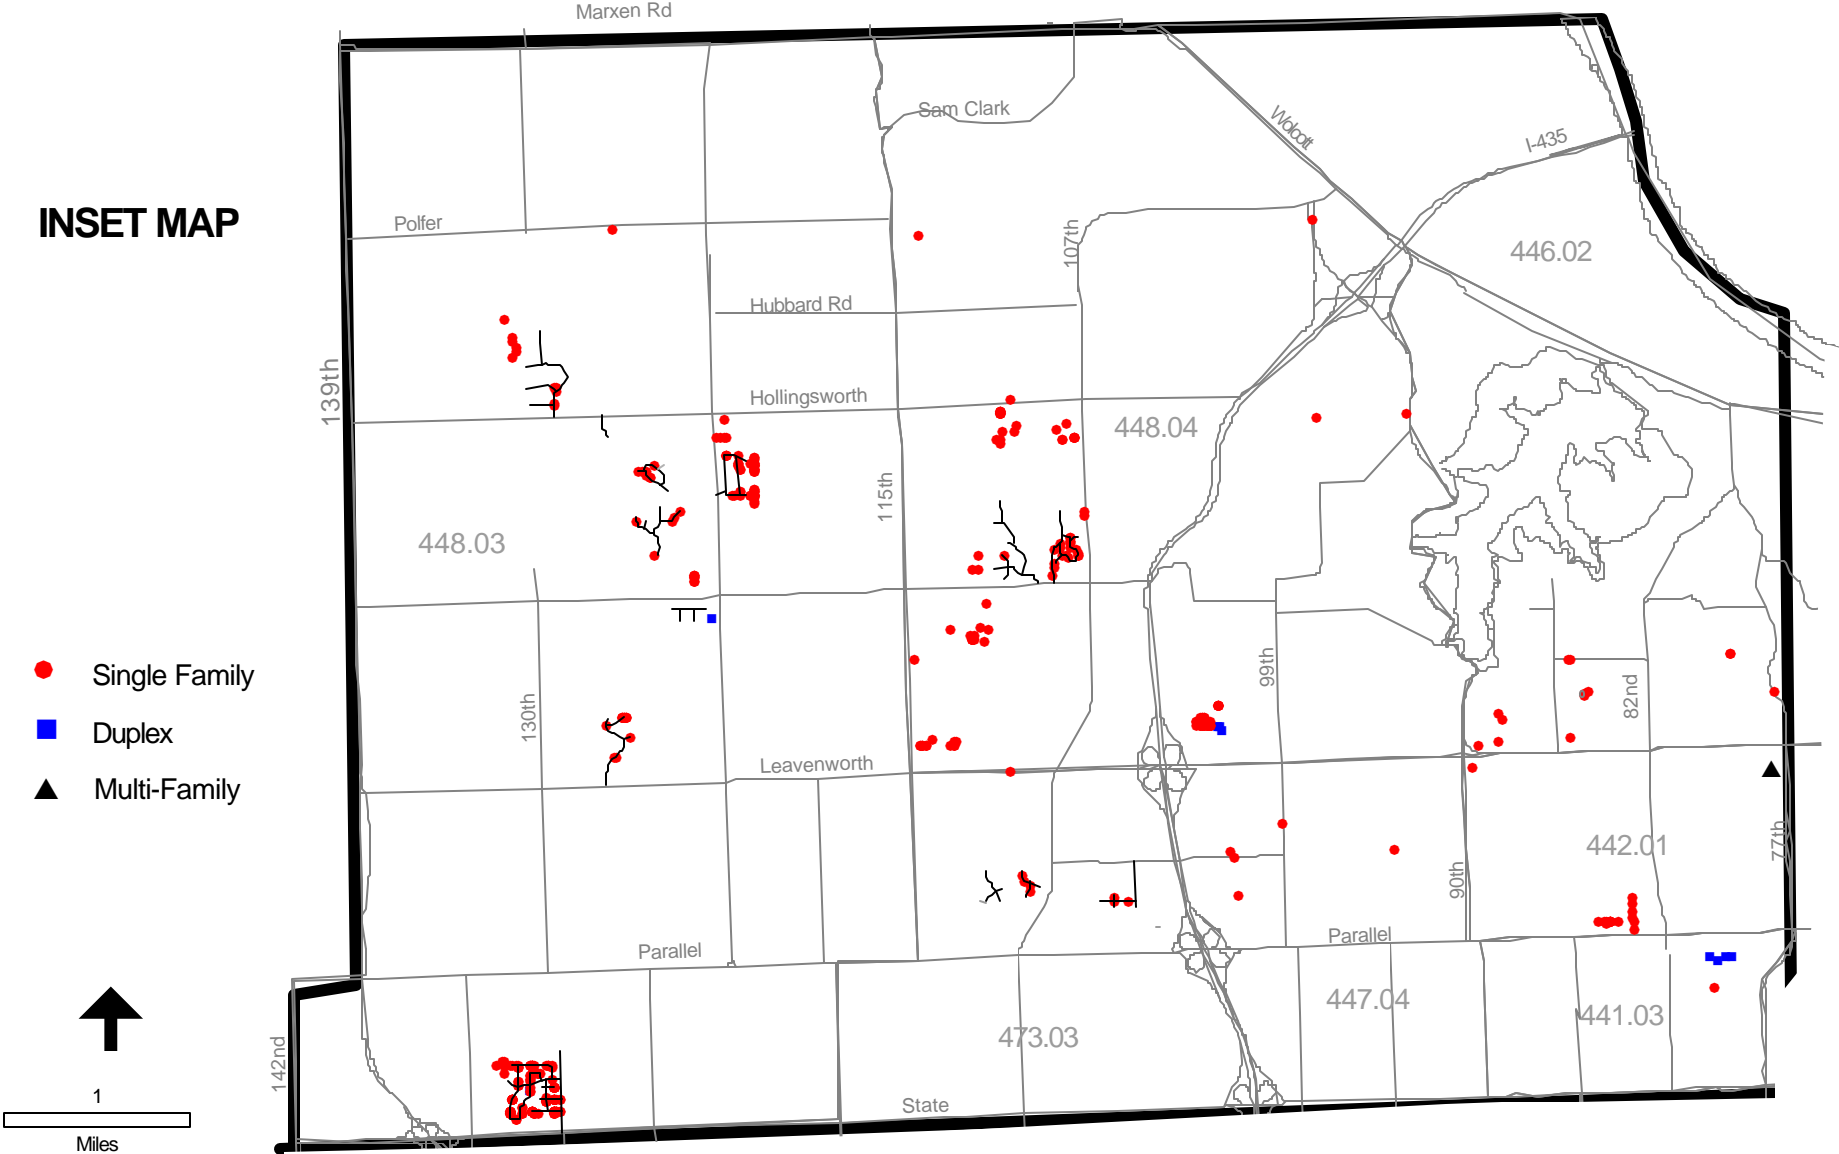 Marxen Rd
Sam Clark
Wolcott
I-435
INSET MAP
Polfer
107th
446.02
Hubbard Rd
139th
Hollingsworth
448.04
115th
448.03
Single Family
99th
82nd
130th
Duplex
Leavenworth
Multi-Family
442.01
77th
90th
Parallel
Parallel
447.04
441.03
473.03
142nd
1
State
Miles